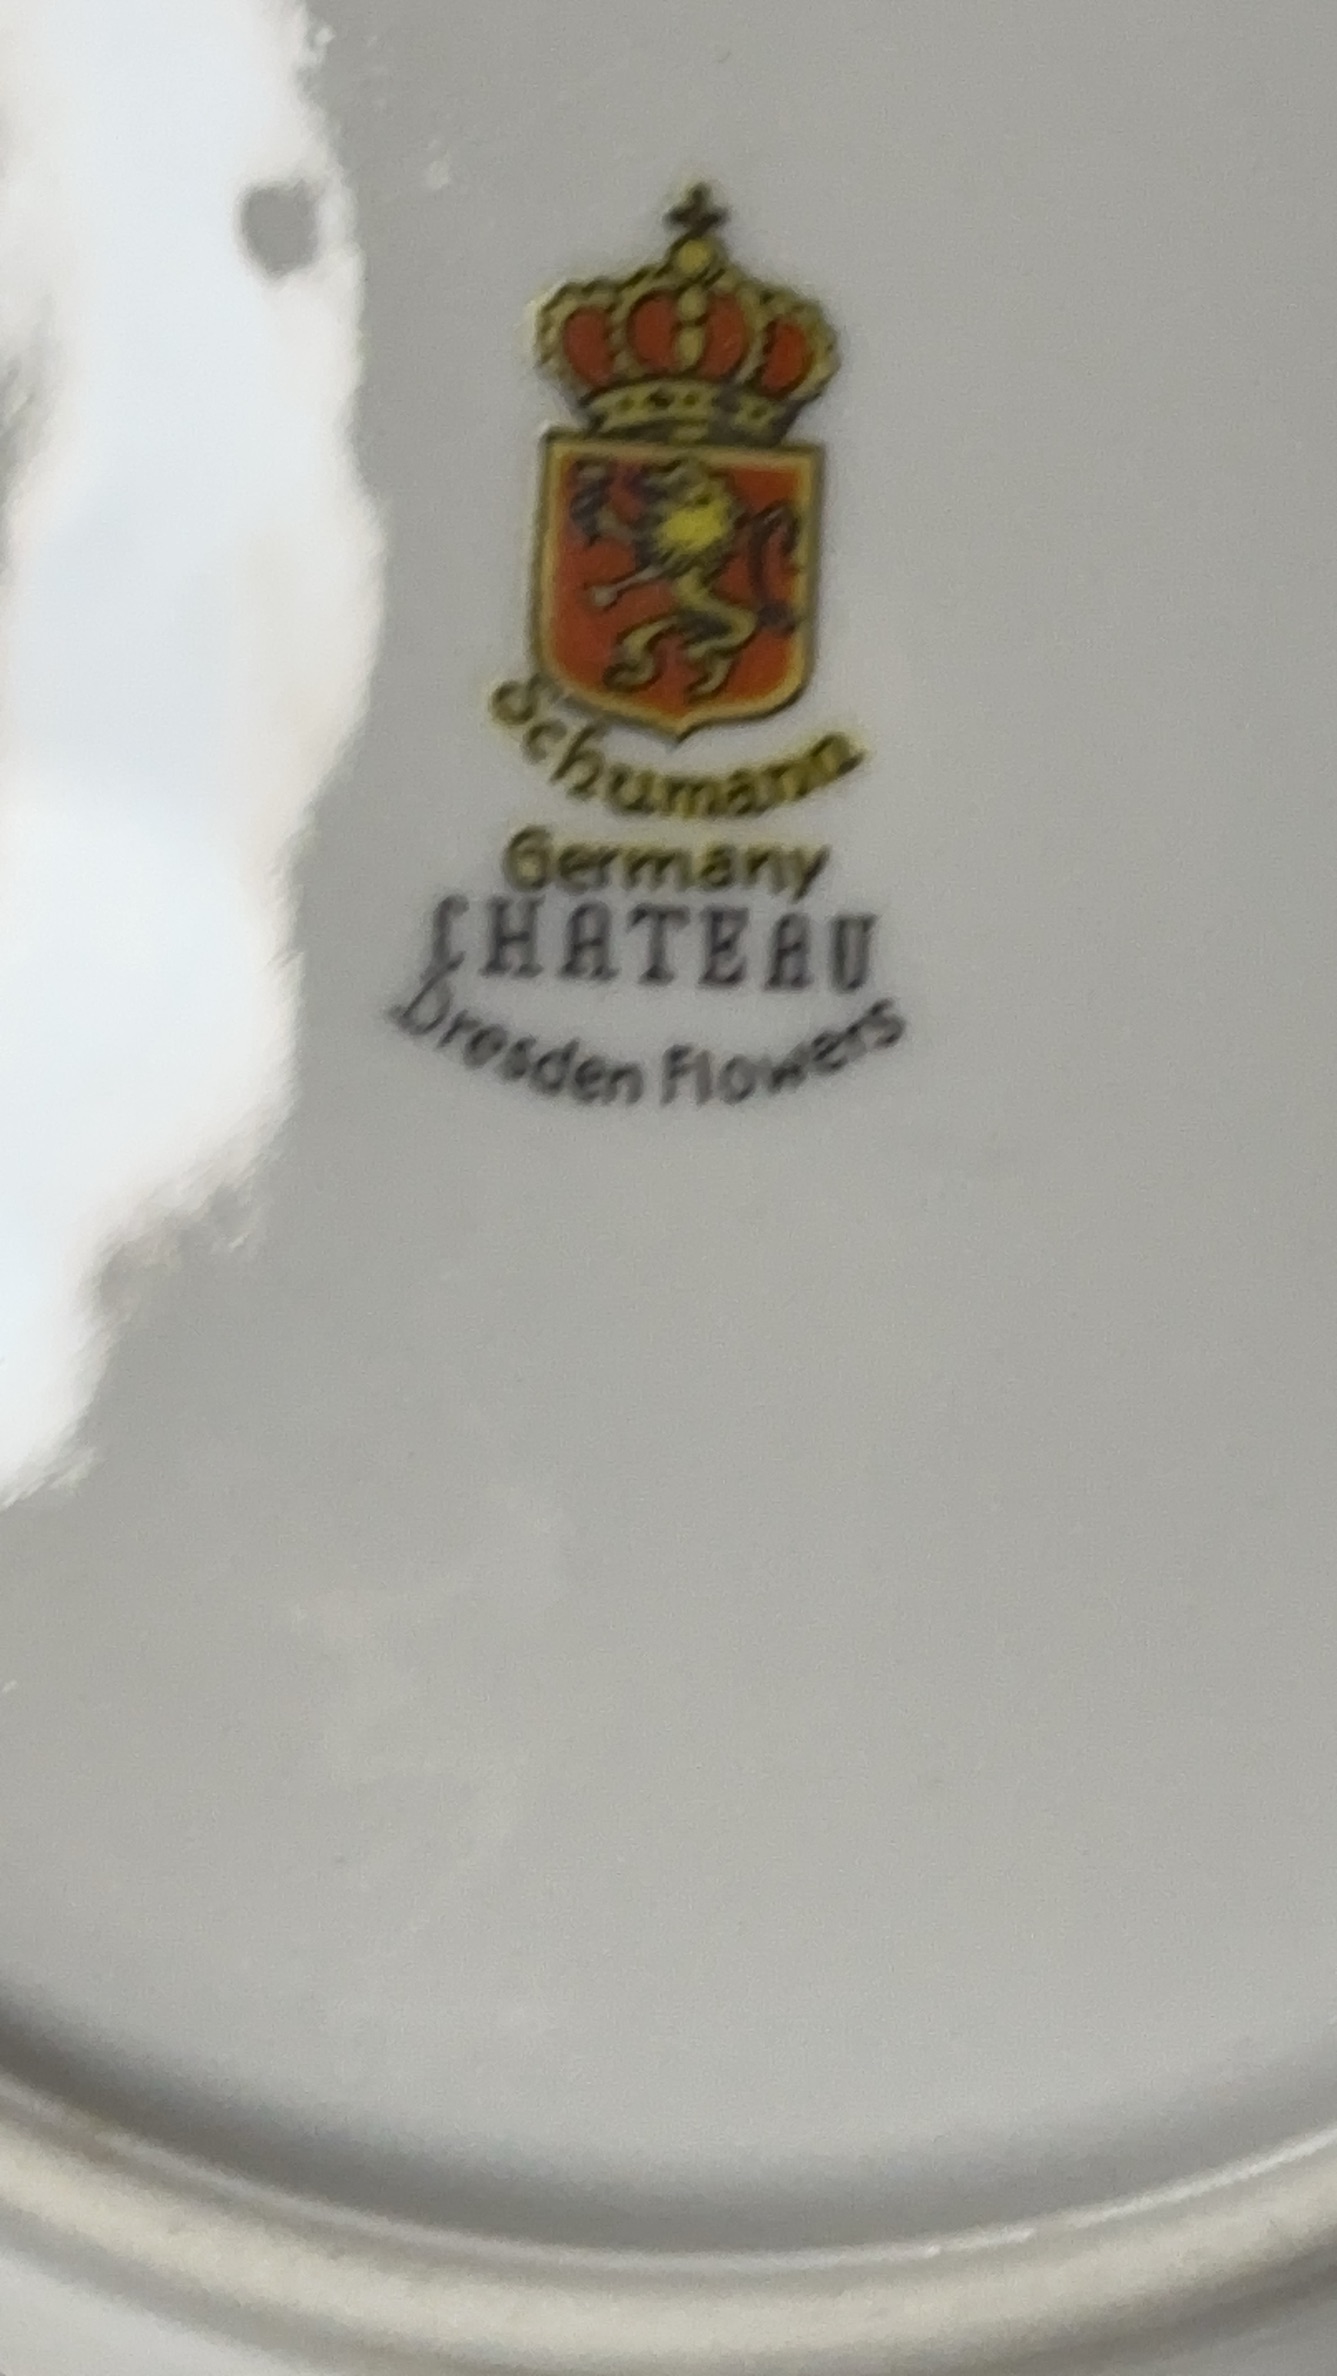 Schumann
Germany
CHATEAU
Dresden Flowers